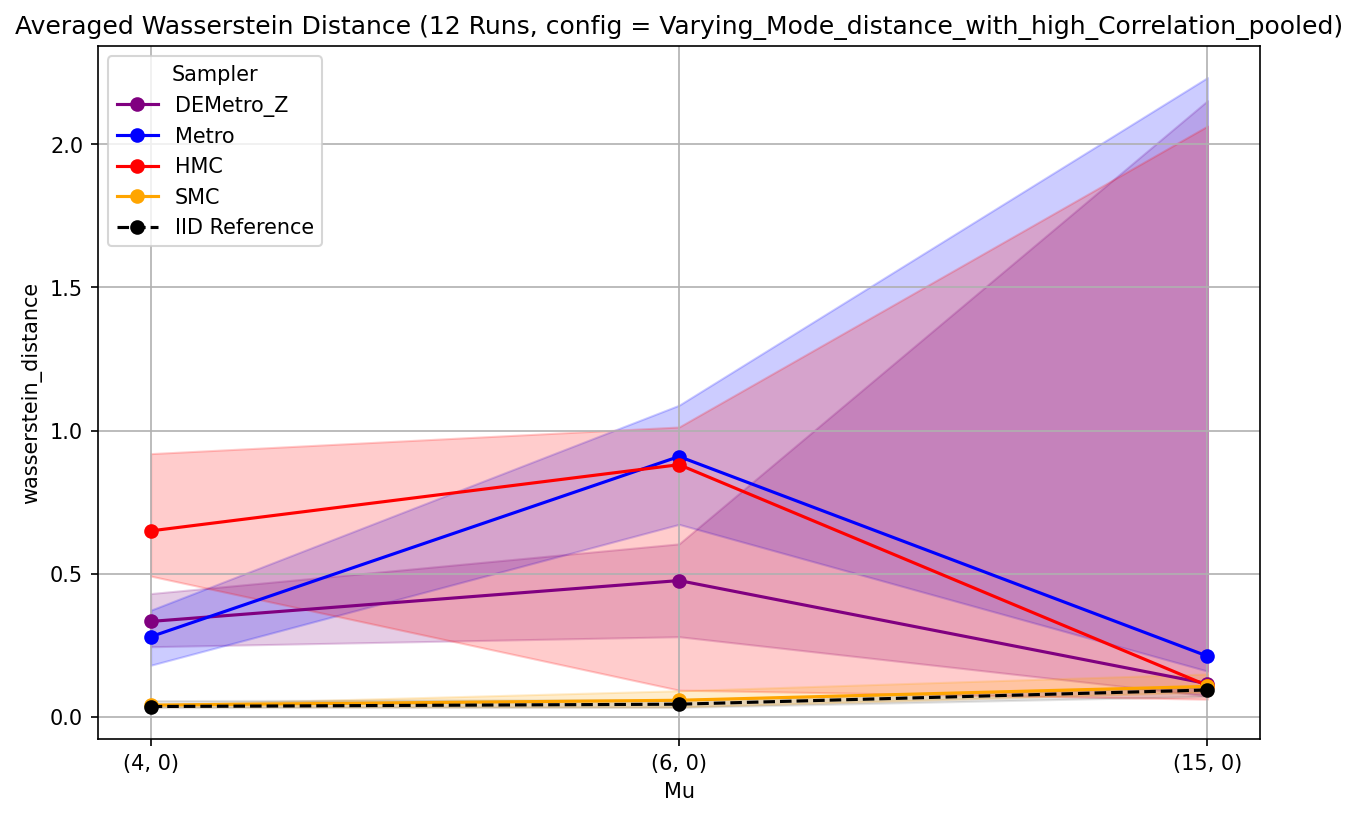 Averaged Wasserstein Distance (12 Runs, config = Varying_Mode_distance_with_high_Correlation_pooled)
Sampler
DEMetro_Z
Metro
HMC
SMC
IID Reference
wasserstein_distance
2.0
1.5
1.0
0.5
0.0
(4, 0)
(6, 0)
(15, 0)
Mu